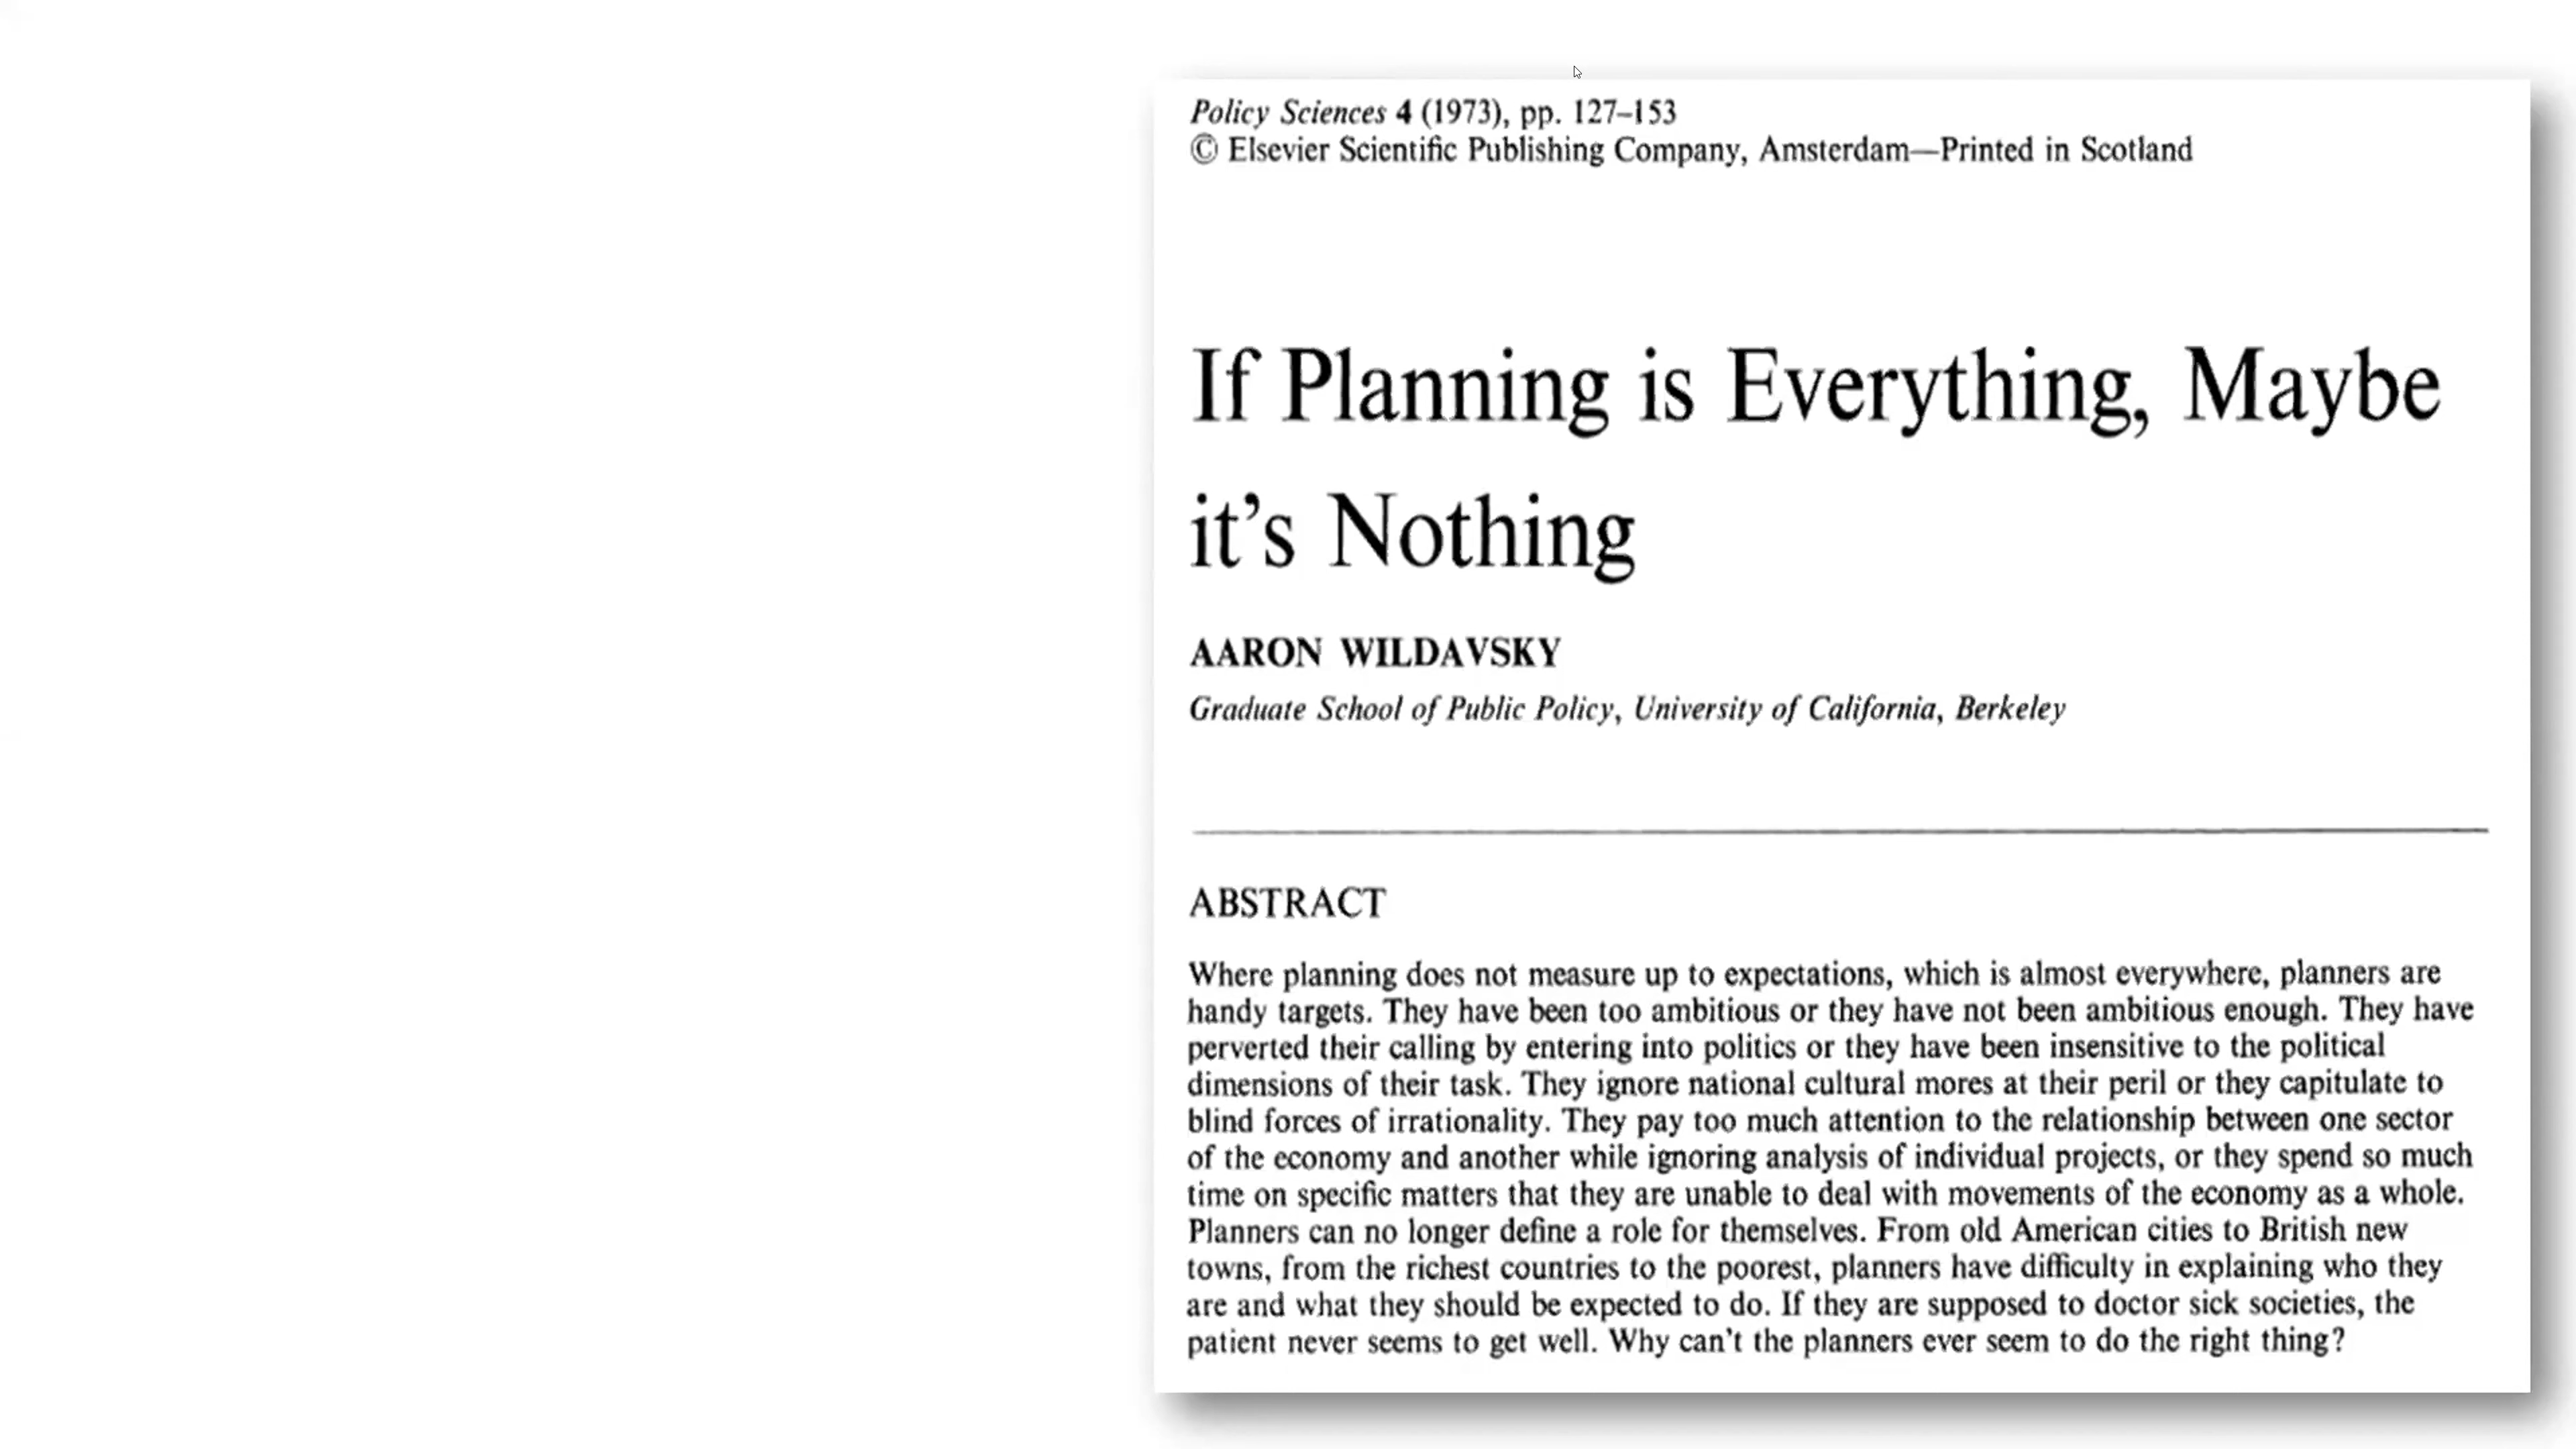 Policy Sciences 4 (1973), pp. 127–153
© Elsevier Scientific Publishing Company, Amsterdam—Printed in Scotland
If Planning is Everything, Maybe
it’s Nothing
AARON WILDAVSKY
Graduate School of Public Policy, University of California, Berkeley
ABSTRACT
Where planning does not measure up to expectations, which is almost everywhere, planners are
handy targets. They have been too ambitious or they have not been ambitious enough. They have
perverted their calling by entering into politics or they have been insensitive to the political
dimensions of their task. They ignore national cultural mores at their peril or they capitulate to
blind forces of irrationality. They pay too much attention to the relationship between one sector
of the economy and another while ignoring analysis of individual projects, or they spend so much
time on specific matters that they are unable to deal with movements of the economy as a whole.
Planners can no longer define a role for themselves. From old American cities to British new
towns, from the richest countries to the poorest, planners have difficulty in explaining who they
are and what they should be expected to do. If they are supposed to doctor sick societies, the
patient never seems to get well. Why can’t the planners ever seem to do the right thing?